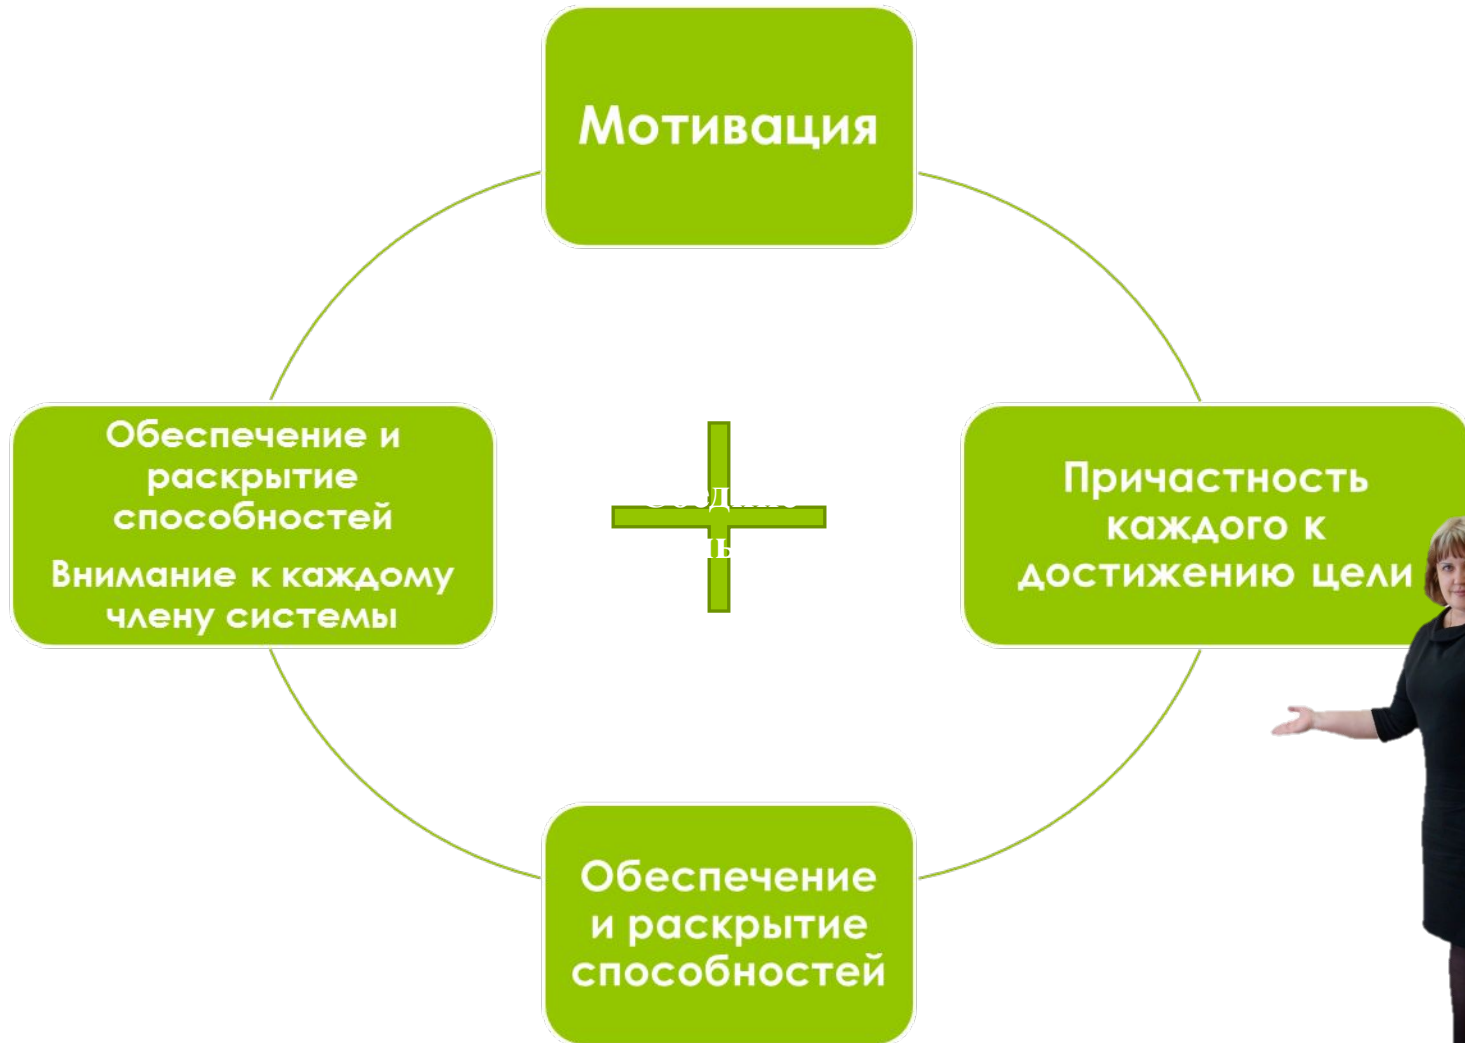 Мотивация
Обеспечение и
раскрытие
способностей
Внимание к каждому
члену системы
Причастность
каждого к
достижению цели
Обеспечение
и раскрытие
способностей